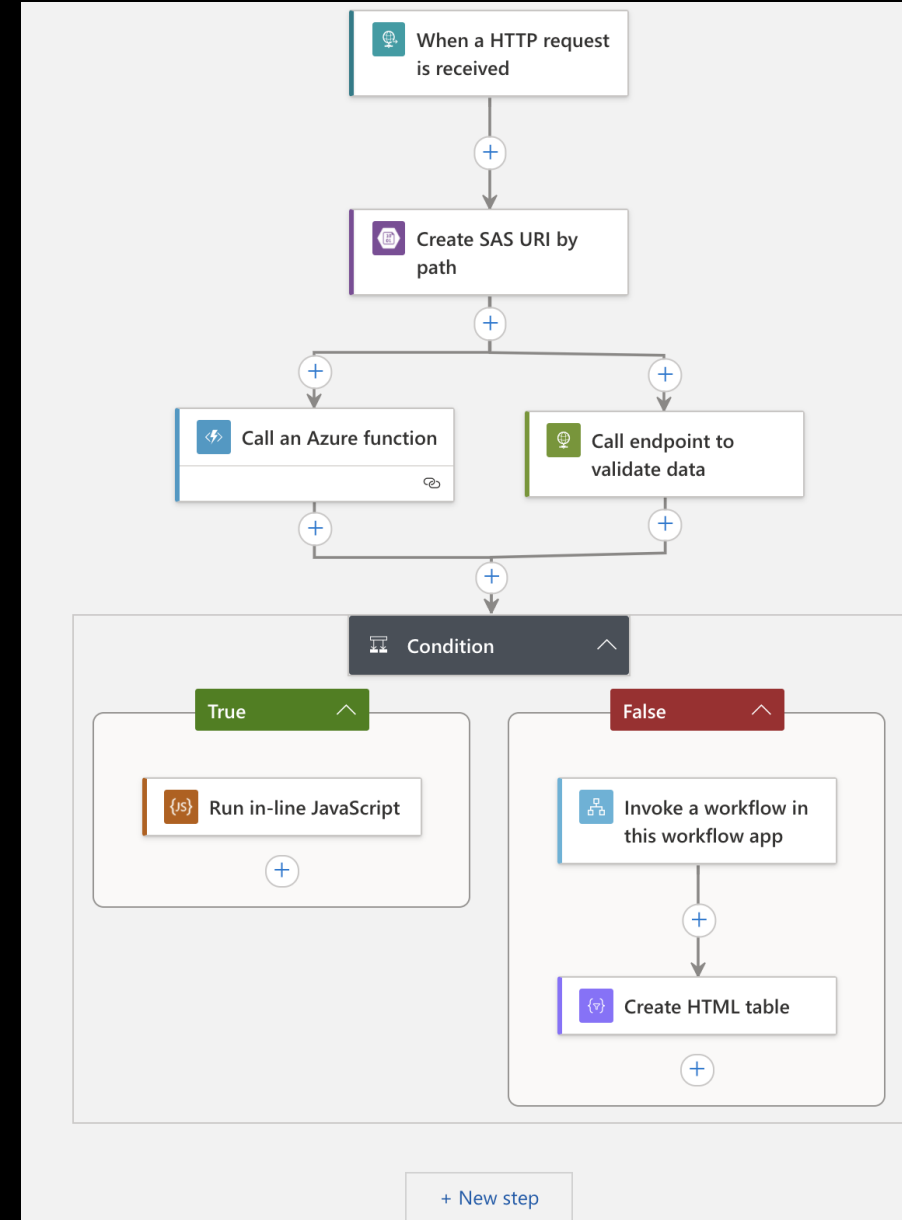 When a HTTP request
is received
Create SAS URI by
path
Call an Azure function
Call endpoint to
validate data
Condition
True
False
{JS}
Run in-line JavaScript
Invoke a workflow in
this workflow app
Create HTML table
+ New step